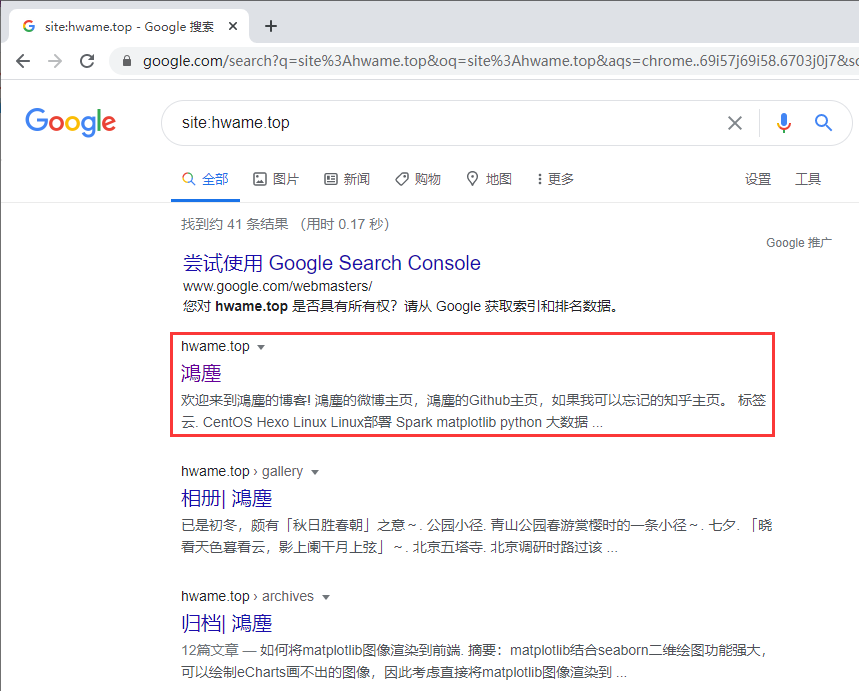 site:hwame.top - Google 搜索
google.com/search?q=site%3Ahwame.top&oq=site%3Ahwame.top&aqs=chrome..69i57j69i58.6703j0j7&so
Google
site:hwame.top
全部 图片 新闻 购物 地图 更多 设置 工具
找到约 41 条结果 （用时 0.17 秒）
Google 推广
尝试使用 Google Search Console
www.google.com/webmasters/
您对 hwame.top 是否具有所有权？请从 Google 获取索引和排名数据。
hwame.top
鴻塵
欢迎来到鴻塵的博客! 鴻塵的微博主页，鴻塵的Github主页，如果我可以忘记的知乎主页。 标签
云. CentOS Hexo Linux Linux部署 Spark matplotlib python 大数据 ...
hwame.top › gallery
相册| 鴻塵
已是初冬，颇有「秋日胜春朝」之意～. 公园小径. 青山公园春游赏樱时的一条小径～. 七夕. 「晓
看天色暮看云，影上阑干月上弦」～. 北京五塔寺. 北京调研时路过该 ...
hwame.top › archives
归档| 鴻塵
12篇文章 — 如何将matplotlib图像渲染到前端. 摘要：matplotlib结合seaborn二维绘图功能强大，
可以绘制eCharts画不出的图像，因此考虑直接将matplotlib图像渲染到 ...